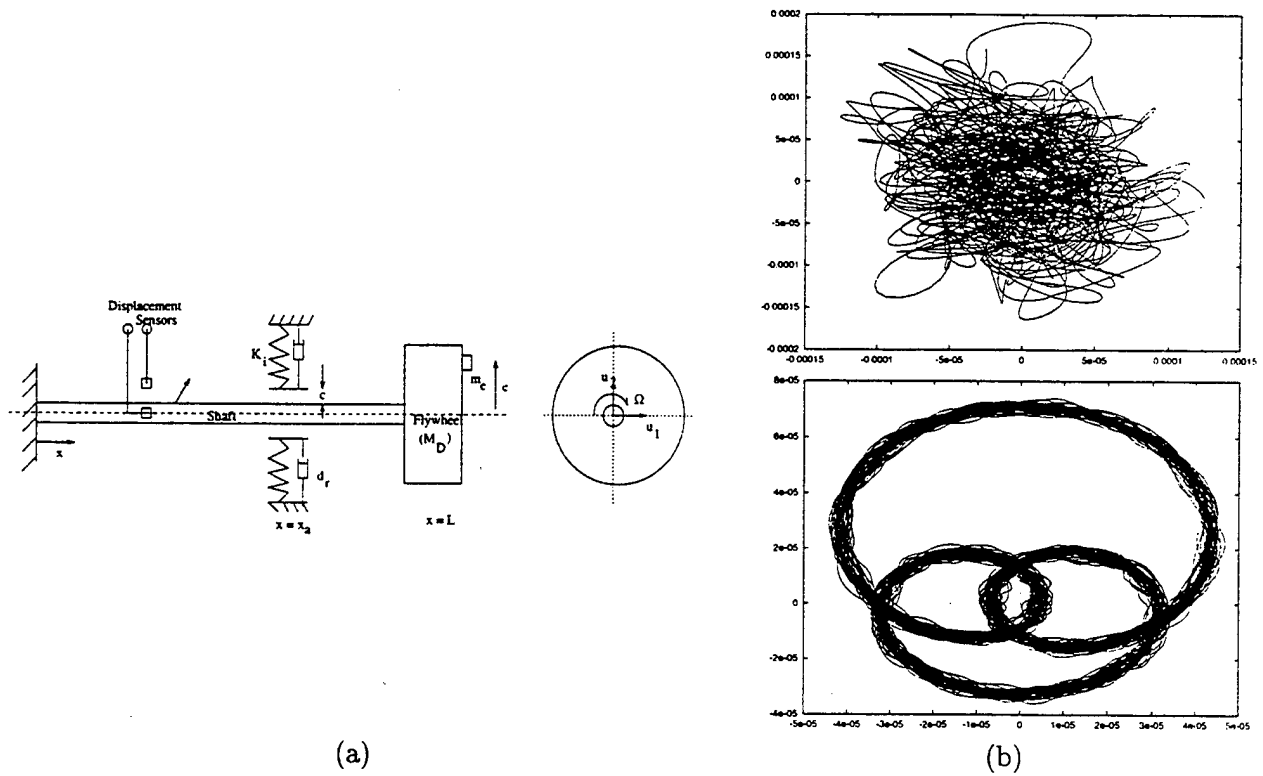 Displacement
Sensors
K i
c
m c
c
Shaft
Flywhee
(M D)
u 2
Ω
u 1
x
d r
x = x a
x = L
(a)
0.0002
0.00015
0.0001
5e-05
0
-5e-05
-0.0001
-0.00015
-0.0002
-0.00015 -0.0001 -5e-05 0 5e-05 0.0001 0.00015
8e-05
6e-05
4e-05
2e-05
0
-2e-05
-4e-05
-5e-05 -4e-05 -3e-05 -2e-05 -1e-05 0 1e-05 2e-05 3e-05 4e-05 5e-05
(b)